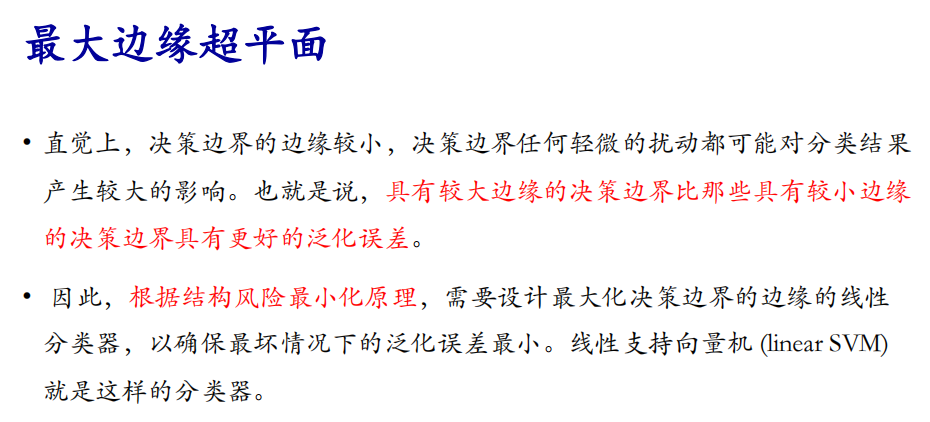 最大边缘超平面
• 直觉上，决策边界的边缘较小，决策边界任何轻微的扰动都可能对分类结果
产生较大的影响。也就是说，具有较大边缘的决策边界比那些具有较小边缘
的决策边界具有更好的泛化误差。
• 因此，根据结构风险最小化原理，需要设计最大化决策边界的边缘的线性
分类器，以确保最坏情况下的泛化误差最小。线性支持向量机 (linear SVM)
就是这样的分类器。